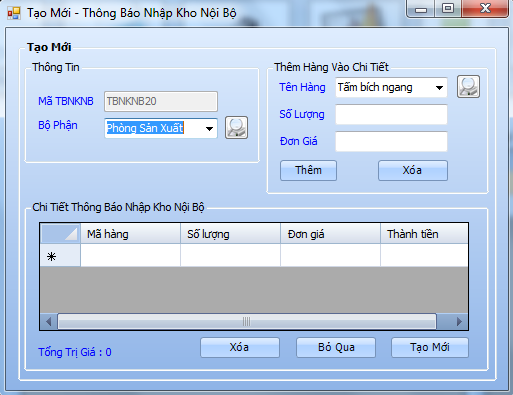 Tạo Mới - Thông Báo Nhập Kho Nội Bộ
Tạo Mới
Thông Tin
Mã TBNKNB TBNKNB20
Bộ Phận Phòng Sản Xuất
Thêm Hàng Vào Chi Tiết
Tên Hàng Tấm bích ngang
Số Lượng
Đơn Giá
Thêm Xóa
Chi Tiết Thông Báo Nhập Kho Nội Bộ
Mã hàng Số lượng Đơn giá Thành tiền
Tổng Trị Giá : 0 Xóa Bỏ Qua Tạo Mới